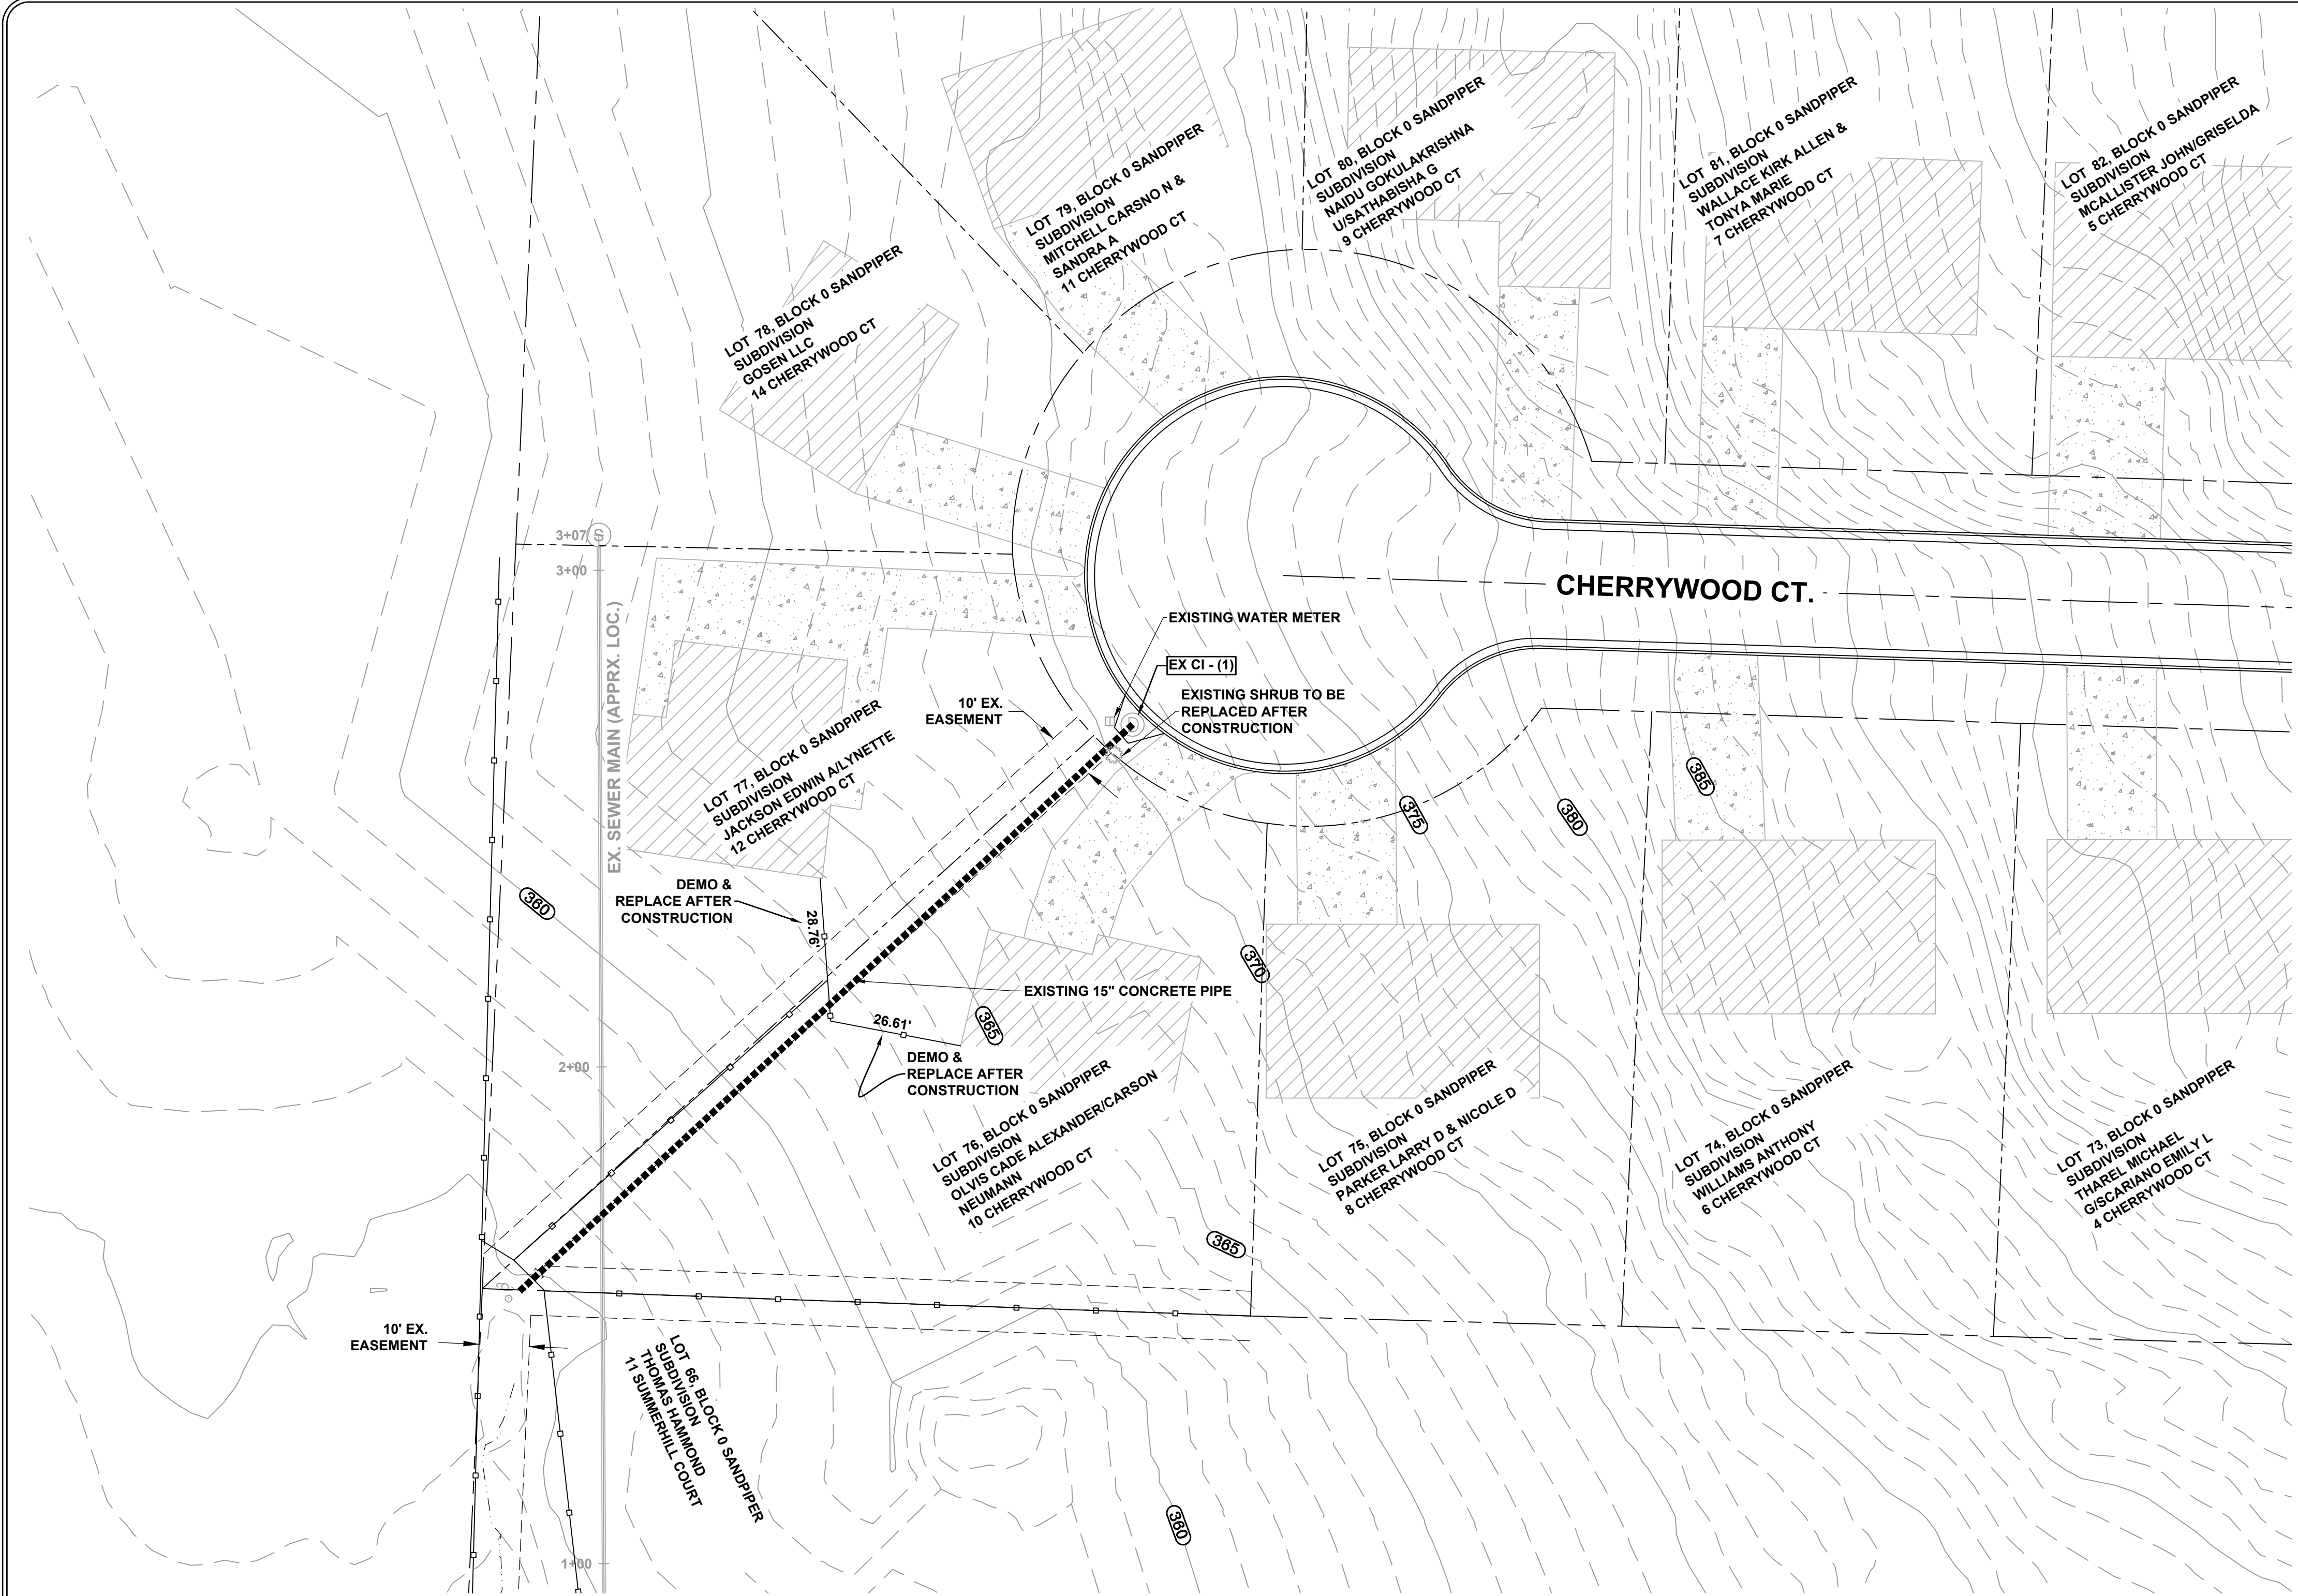 LOT 79, BLOCK 0 SANDPIPER
SUBDIVISION
MITCHELL CARSNO N &
SANDRA A
11 CHERRYWOOD CT
LOT 80, BLOCK 0 SANDPIPER
SUBDIVISION
NAIDU GOKULAKRISHNA
U/SATHABISHA G
9 CHERRYWOOD CT
LOT 81, BLOCK 0 SANDPIPER
SUBDIVISION
WALLACE KIRK ALLEN &
TONYA MARIE
7 CHERRYWOOD CT
LOT 82, BLOCK 0 SANDPIPER
SUBDIVISION
MCALLISTER JOHN/GRISELDA
5 CHERRYWOOD CT
LOT 78, BLOCK 0 SANDPIPER
SUBDIVISION
GOSEN LLC
14 CHERRYWOOD CT
3+07
S
3+00
EX. SEWER MAIN (APPRX. LOC.)
CHERRYWOOD CT.
EXISTING WATER METER
EX CI - (1)
EXISTING SHRUB TO BE
REPLACED AFTER
CONSTRUCTION
10' EX.
EASEMENT
LOT 77, BLOCK 0 SANDPIPER
SUBDIVISION
JACKSON EDWIN A/LYNETTE
12 CHERRYWOOD CT
385
375
380
360
DEMO &
REPLACE AFTER
CONSTRUCTION
28.76'
370
EXISTING 15" CONCRETE PIPE
26.61'
365
2+00
DEMO &
REPLACE AFTER
CONSTRUCTION
LOT 76, BLOCK 0 SANDPIPER
SUBDIVISION
OLVIS CADE ALEXANDER/CARSON
NEUMANN
10 CHERRYWOOD CT
LOT 75, BLOCK 0 SANDPIPER
SUBDIVISION
PARKER LARRY D & NICOLE D
8 CHERRYWOOD CT
LOT 74, BLOCK 0 SANDPIPER
SUBDIVISION
WILLIAMS ANTHONY
6 CHERRYWOOD CT
LOT 73, BLOCK 0 SANDPIPER
SUBDIVISION
THAREL MICHAEL
G/SCARIANO EMILY L
4 CHERRYWOOD CT
365
10' EX.
EASEMENT
LOT 66, BLOCK 0 SANDPIPER
SUBDIVISION
THOMAS HAMMOND
11 SUMMERHILL COURT
360
1+00